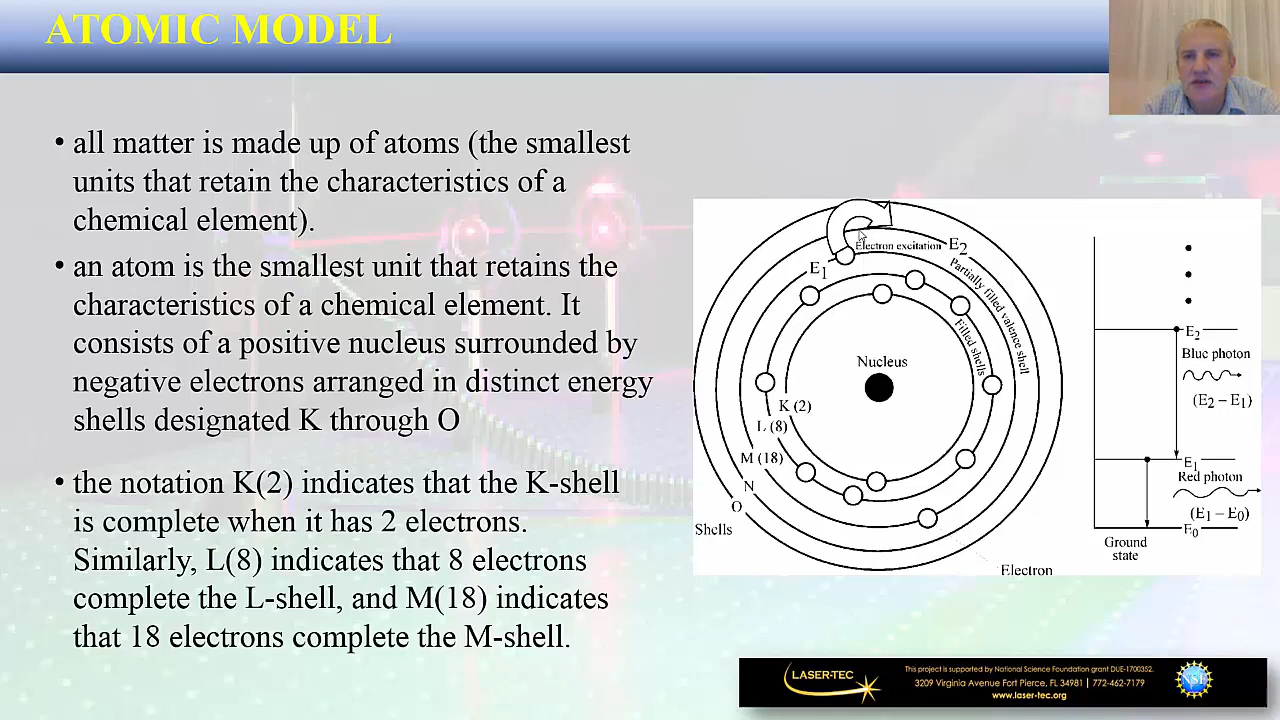 ATOMIC MODEL
• all matter is made up of atoms (the smallest
units that retain the characteristics of a
chemical element).
• an atom is the smallest unit that retains the
characteristics of a chemical element. It
consists of a positive nucleus surrounded by
negative electrons arranged in distinct energy
shells designated K through O
• the notation K(2) indicates that the K-shell
is complete when it has 2 electrons.
Similarly, L(8) indicates that 8 electrons
complete the L-shell, and M(18) indicates
that 18 electrons complete the M-shell.
Electron excitation
E2
E1
Partially filled valence shell
Filled shells
Nucleus
K (2)
L (8)
M (18)
N
O
Shells
Electron
E2
Blue photon
(E2 – E1)
E1
Red photon
(E1 – E0)
E0
Ground
state
LASER-TEC
This project is supported by National Science Foundation grant DUE-1700352.
3209 Virginia Avenue Fort Pierce, FL 34981 | 772-462-7179
www.laser-tec.org
NSF